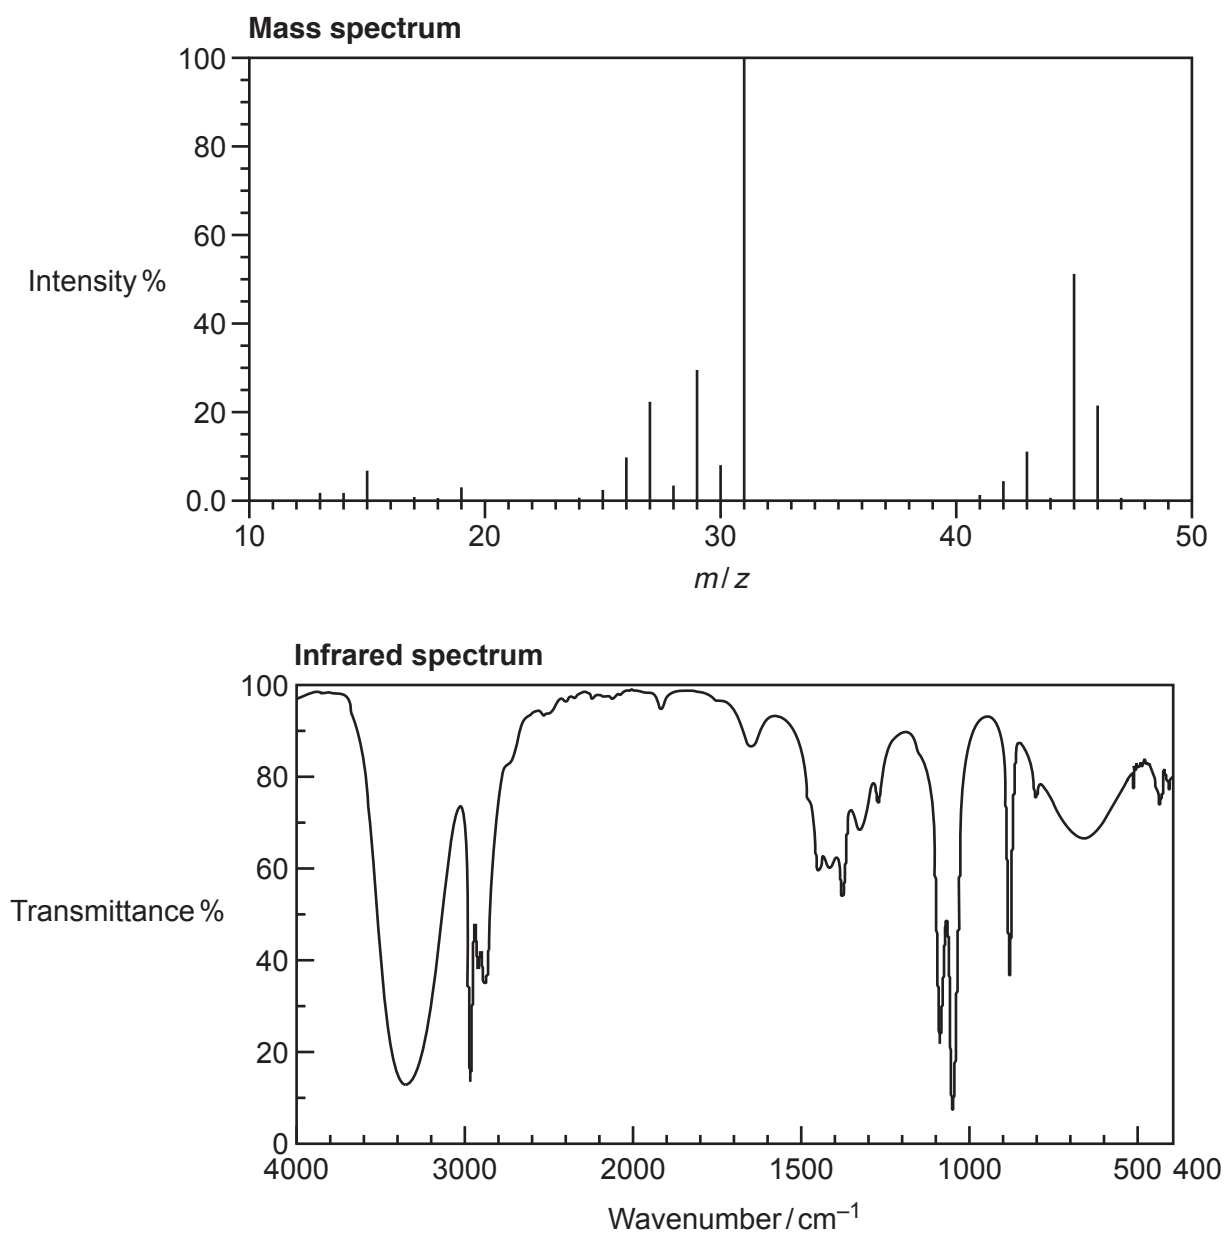 Mass spectrum
100
80
60
Intensity %
40
20
0.0
10 20 30 40 50
m / z
Infrared spectrum
100
80
60
Transmittance %
40
20
0
4000 3000 2000 1500 1000 500 400
Wavenumber / cm⁻¹